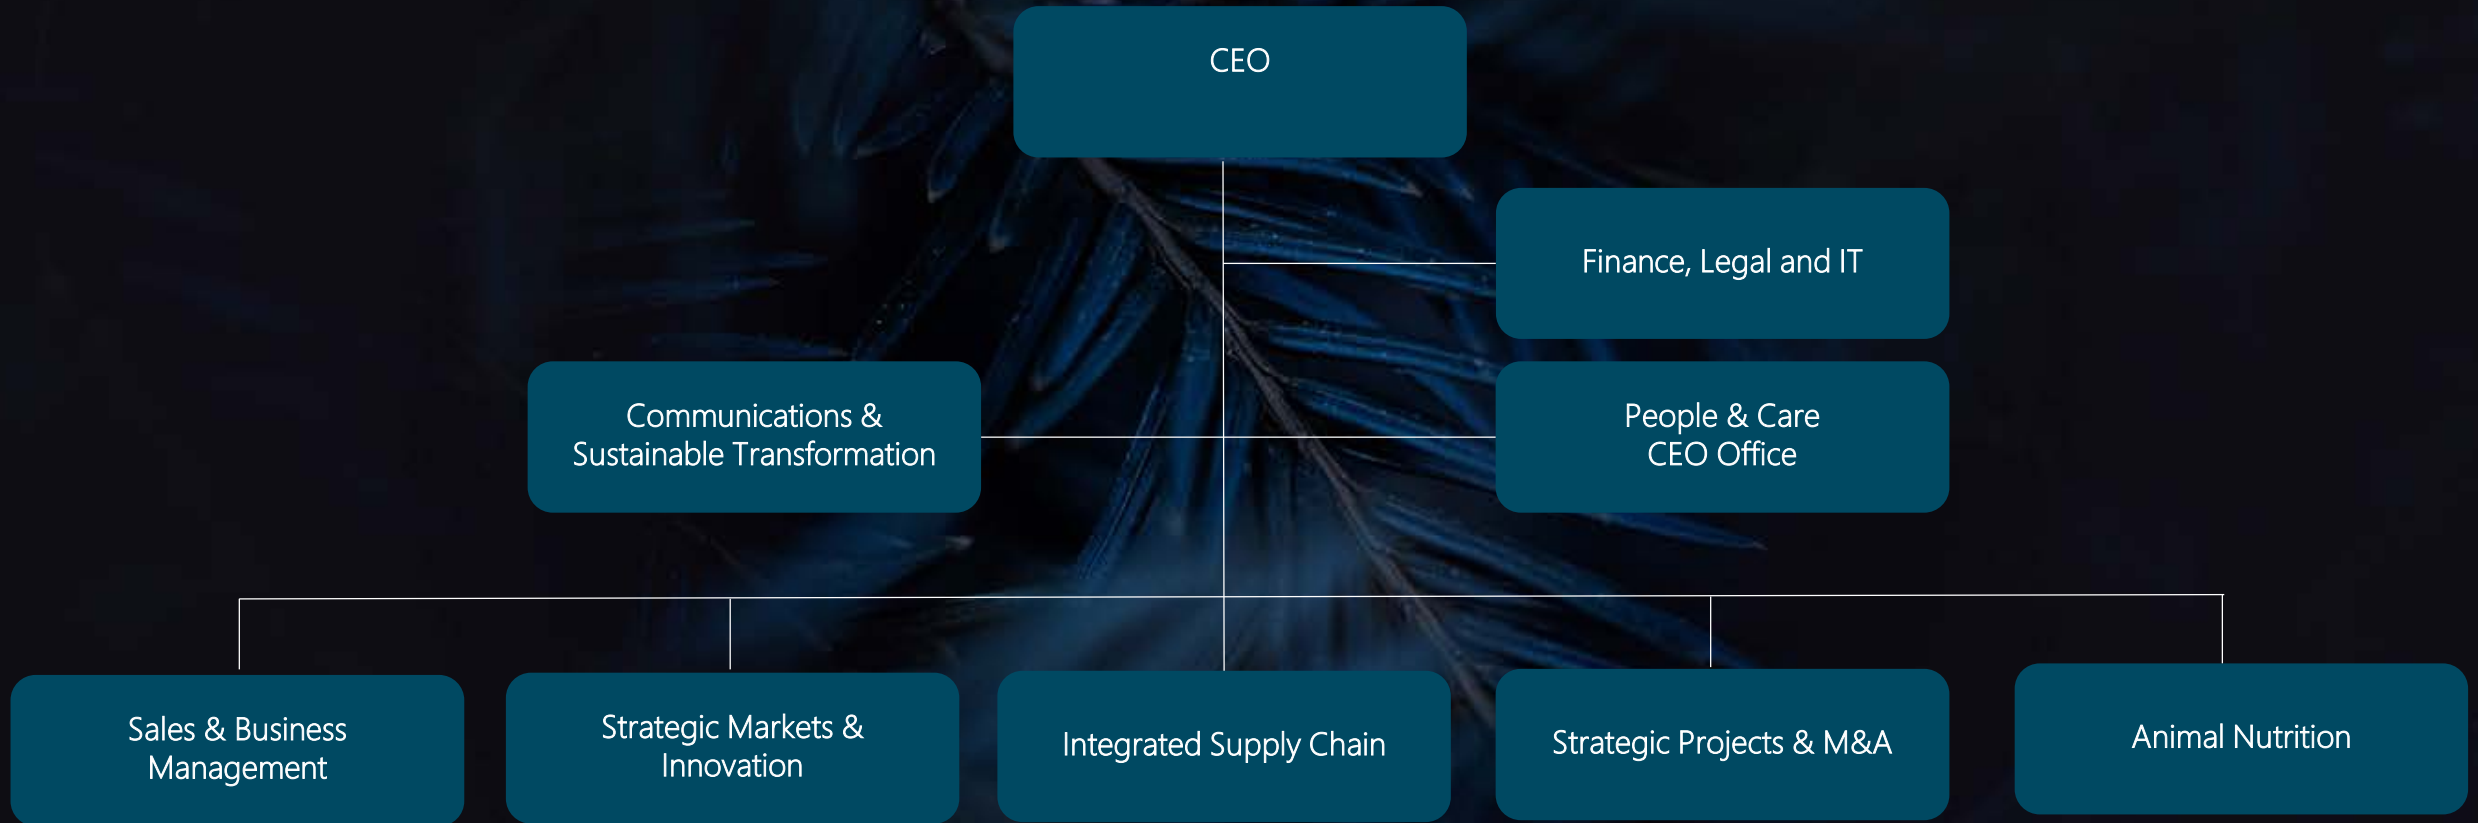 CEO
Finance, Legal and IT
Communications &
Sustainable Transformation
People & Care
CEO Office
Sales & Business
Management
Strategic Markets &
Innovation
Integrated Supply Chain
Strategic Projects & M&A
Animal Nutrition